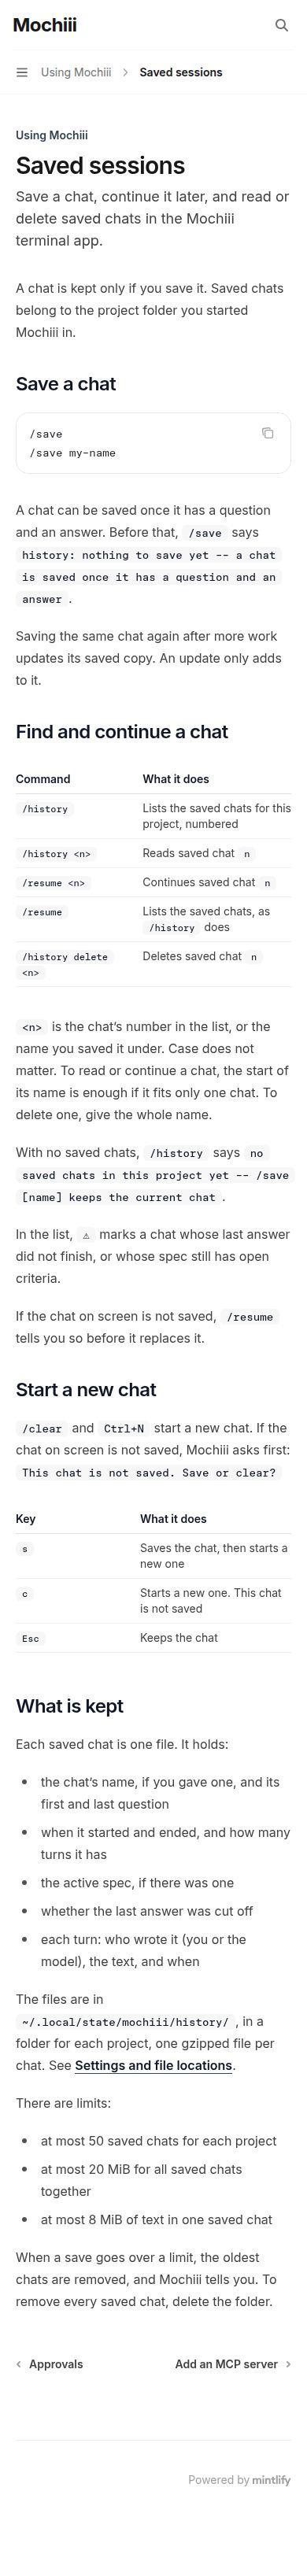 Mochiii
Using Mochiii > Saved sessions
Using Mochiii
Saved sessions
Save a chat, continue it later, and read or
delete saved chats in the Mochiii
terminal app.
A chat is kept only if you save it. Saved chats
belong to the project folder you started
Mochiii in.
Save a chat
/save
/save my-name
A chat can be saved once it has a question
and an answer. Before that, /save says
history: nothing to save yet -- a chat
is saved once it has a question and an
answer.
Saving the same chat again after more work
updates its saved copy. An update only adds
to it.
Find and continue a chat
Command What it does
/history Lists the saved chats for this
project, numbered
/history <n> Reads saved chat n
/resume <n> Continues saved chat n
/resume Lists the saved chats, as
/history does
/history delete Deletes saved chat n
<n>
<n> is the chat’s number in the list, or the
name you saved it under. Case does not
matter. To read or continue a chat, the start of
its name is enough if it fits only one chat. To
delete one, give the whole name.
With no saved chats, /history says no
saved chats in this project yet -- /save
[name] keeps the current chat.
In the list, ⚠ marks a chat whose last answer
did not finish, or whose spec still has open
criteria.
If the chat on screen is not saved, /resume
tells you so before it replaces it.
Start a new chat
/clear and Ctrl+N start a new chat. If the
chat on screen is not saved, Mochiii asks first:
This chat is not saved. Save or clear?
Key What it does
s Saves the chat, then starts a
new one
c Starts a new one. This chat
is not saved
Esc Keeps the chat
What is kept
Each saved chat is one file. It holds:
• the chat’s name, if you gave one, and its
first and last question
• when it started and ended, and how many
turns it has
• the active spec, if there was one
• whether the last answer was cut off
• each turn: who wrote it (you or the
model), the text, and when
The files are in
~/.local/state/mochiii/history/, in a
folder for each project, one gzipped file per
chat. See Settings and file locations.
There are limits:
• at most 50 saved chats for each project
• at most 20 MiB for all saved chats
together
• at most 8 MiB of text in one saved chat
When a save goes over a limit, the oldest
chats are removed, and Mochiii tells you. To
remove every saved chat, delete the folder.
‹ Approvals Add an MCP server ›
Powered by mintlify